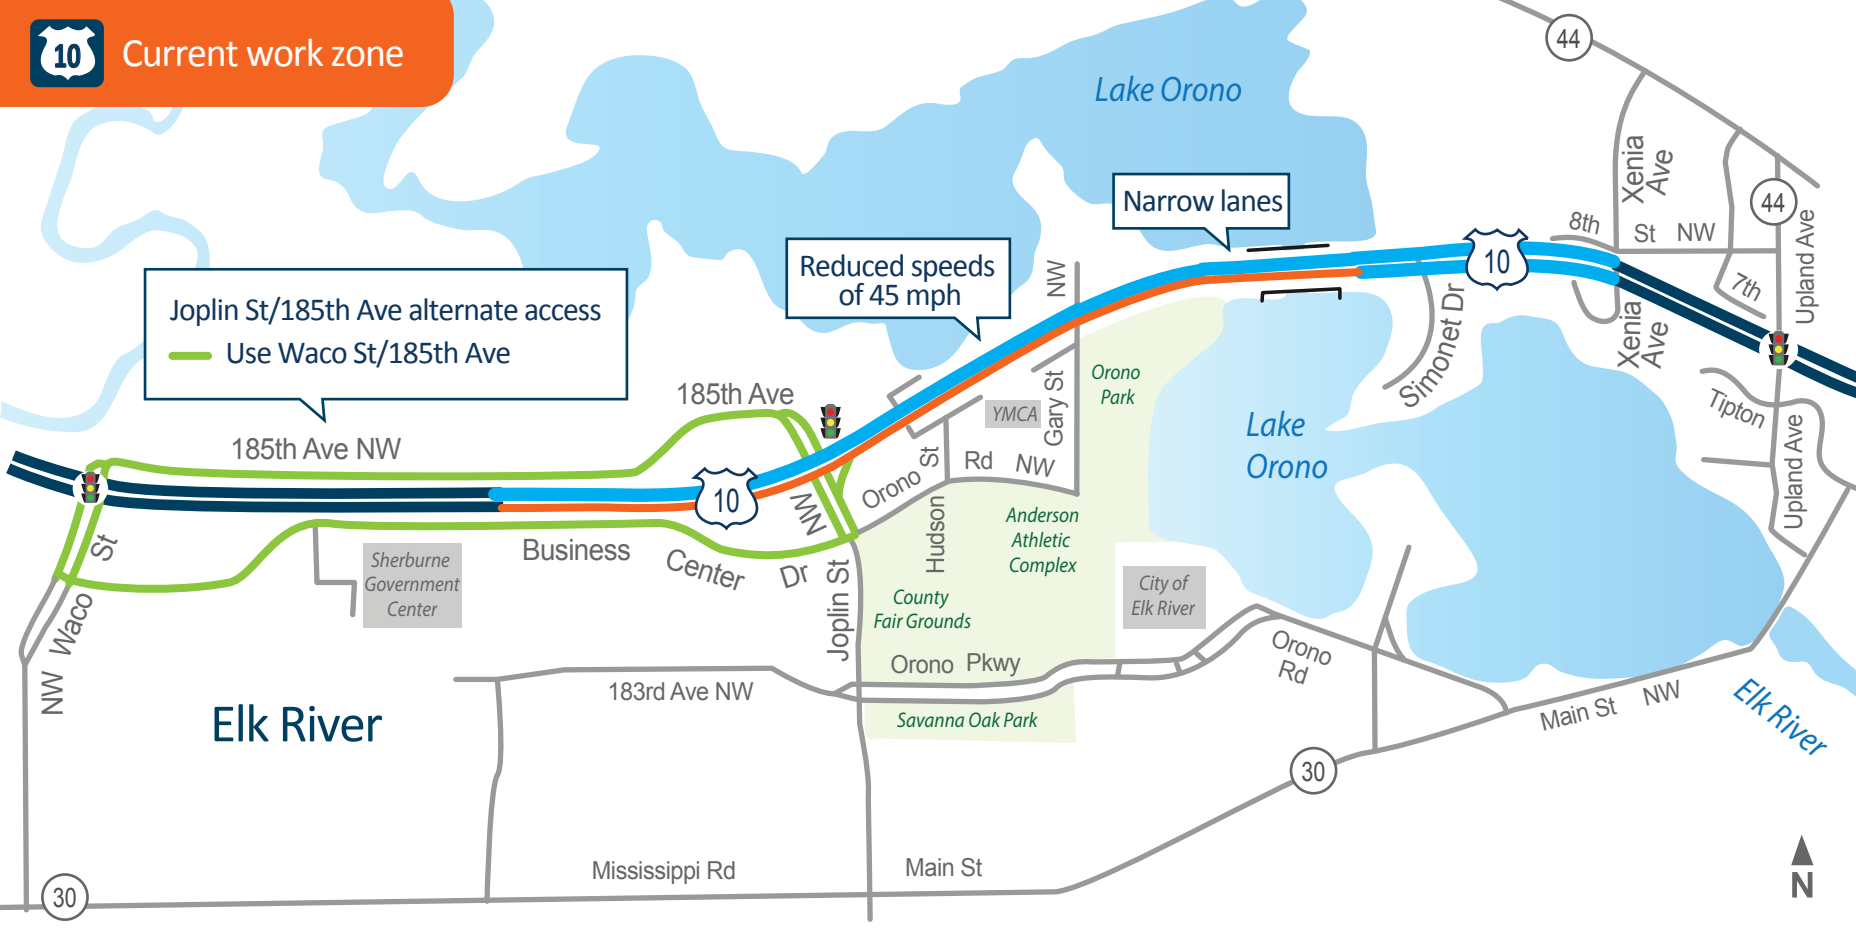 10 Current work zone
44
Lake Orono
Xenia
Ave
44
Narrow lanes
8th St NW
Upland Ave
10
Reduced speeds
of 45 mph
NW
7th
Joplin St/185th Ave alternate access
Use Waco St/185th Ave
Simonet Dr
Xenia
Ave
185th Ave
Orono
Park
YMCA
Gary St
Tipton
Upland Ave
185th Ave NW
Lake
Orono
Orono St
Rd NW
10
NW
Hudson
Anderson
Athletic
Complex
Business Center Dr
St
Sherburne
Government
Center
Joplin St
City of
Elk River
County
Fair Grounds
Waco
NW
Orono Pkwy
Orono
Rd
183rd Ave NW
Elk River
Savanna Oak Park
Main St NW
Elk River
30
Mississippi Rd
Main St
30
N